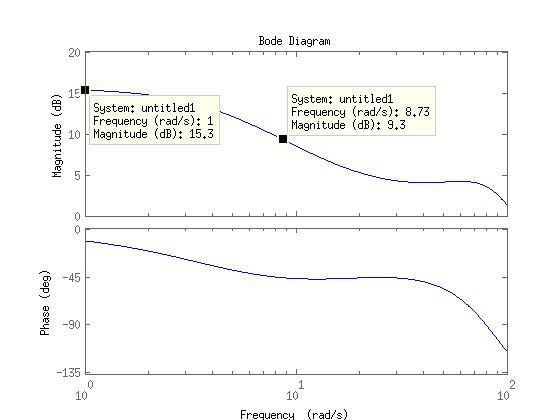 Bode Diagram
20
15
10
5
0
Magnitude (dB)
System: untitled1
Frequency (rad/s): 1
Magnitude (dB): 15.3
System: untitled1
Frequency (rad/s): 8.73
Magnitude (dB): 9.3
0
-45
-90
-135
Phase (deg)
10^0
10^1
10^2
Frequency (rad/s)